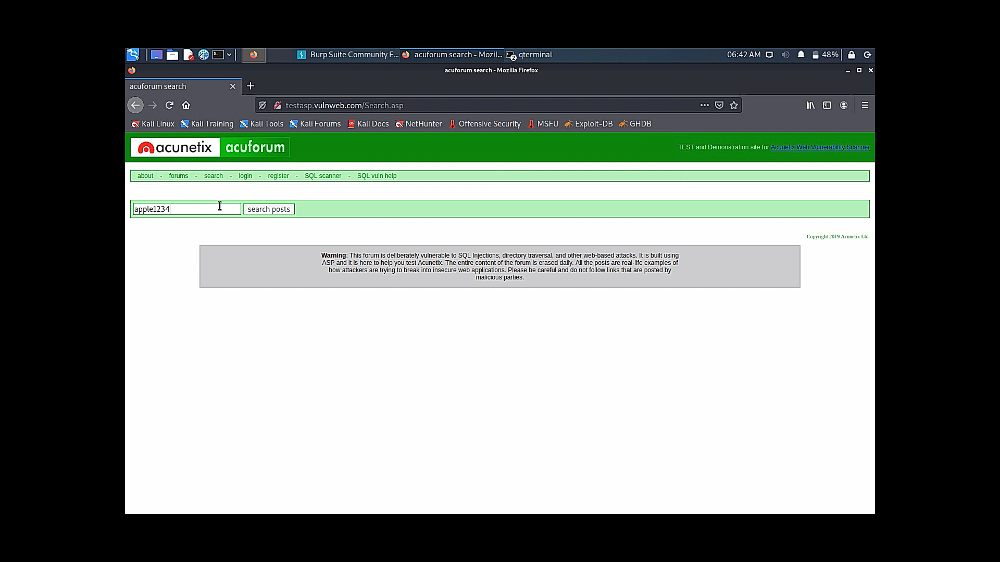 Burp Suite Community E... acuforum search - Mozil... qterminal 06:42 AM 48%
acuforum search - Mozilla Firefox
acuforum search
testasp.vulnweb.com/Search.asp
Kali Linux Kali Training Kali Tools Kali Forums Kali Docs NetHunter Offensive Security MSFU Exploit-DB GHDB
acunetix acuforum TEST and Demonstration site for Acunetix Web Vulnerability Scanner
about - forums - search - login - register - SQL scanner - SQL vuln help
apple1234 search posts
Copyright 2019 Acunetix Ltd.
Warning: This forum is deliberately vulnerable to SQL Injections, directory traversal, and other web-based attacks. It is built using
ASP and it is here to help you test Acunetix. The entire content of the forum is erased daily. All the posts are real-life examples of
how attackers are trying to break into insecure web applications. Please be careful and do not follow links that are posted by
malicious parties.